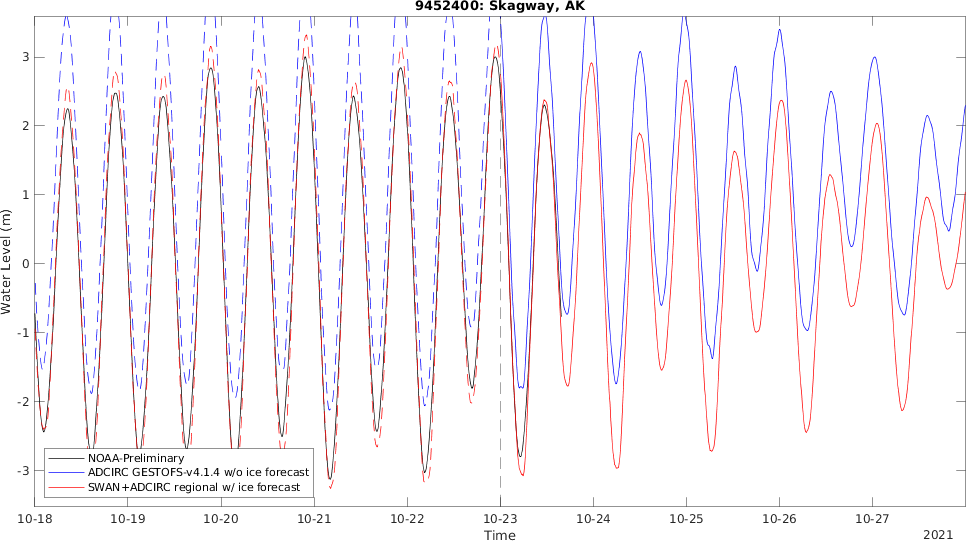 9452400: Skagway, AK
3
2
1
0
-1
-2
-3
Water Level (m)
NOAA-Preliminary
ADCIRC GESTOFS-v4.1.4 w/o ice forecast
SWAN+ADCIRC regional w/ ice forecast
10-18 10-19 10-20 10-21 10-22 10-23 10-24 10-25 10-26 10-27
Time
2021